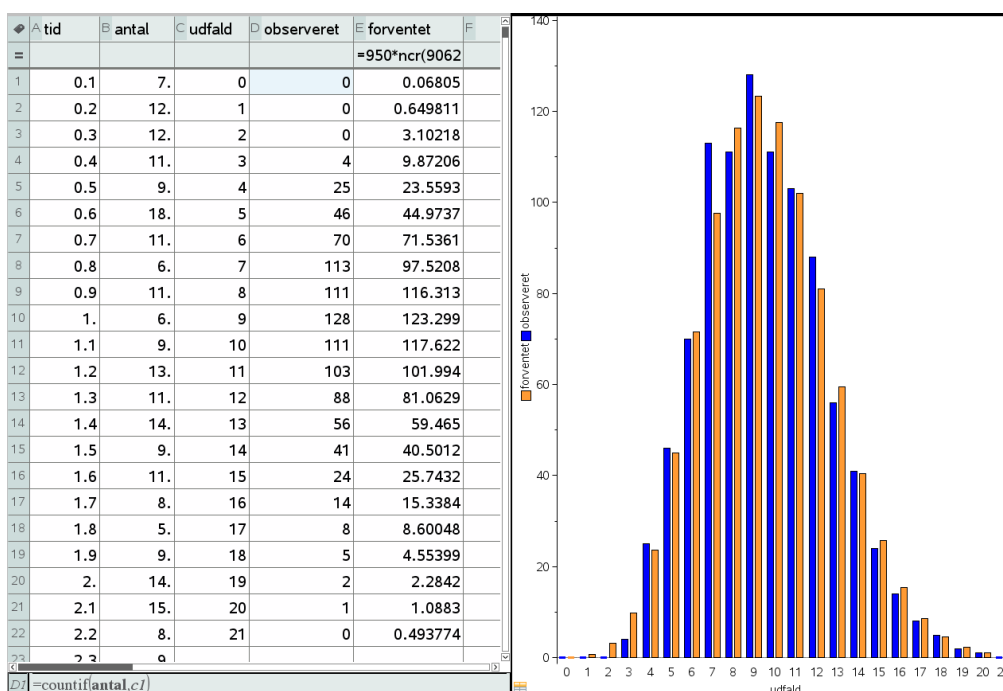 A tid B antal C udfald D observeret E forventet F
= =950*ncr(9062
1 0.1 7. 0 0 0.06805
2 0.2 12. 1 0 0.649811
3 0.3 12. 2 0 3.10218
4 0.4 11. 3 4 9.87206
5 0.5 9. 4 25 23.5593
6 0.6 18. 5 46 44.9737
7 0.7 11. 6 70 71.5361
8 0.8 6. 7 113 97.5208
9 0.9 11. 8 111 116.313
10 1. 6. 9 128 123.299
11 1.1 9. 10 111 117.622
12 1.2 13. 11 103 101.994
13 1.3 11. 12 88 81.0629
14 1.4 14. 13 56 59.465
15 1.5 9. 14 41 40.5012
16 1.6 11. 15 24 25.7432
17 1.7 8. 16 14 15.3384
18 1.8 5. 17 8 8.60048
19 1.9 9. 18 5 4.55399
20 2. 14. 19 2 2.2842
21 2.1 15. 20 1 1.0883
22 2.2 8. 21 0 0.493774
23 2.3 9
D1 =countif(antal,c1)
140
120
100
80
60
40
20
0
forventet observeret
0 1 2 3 4 5 6 7 8 9 10 11 12 13 14 15 16 17 18 19 20 2
udfald